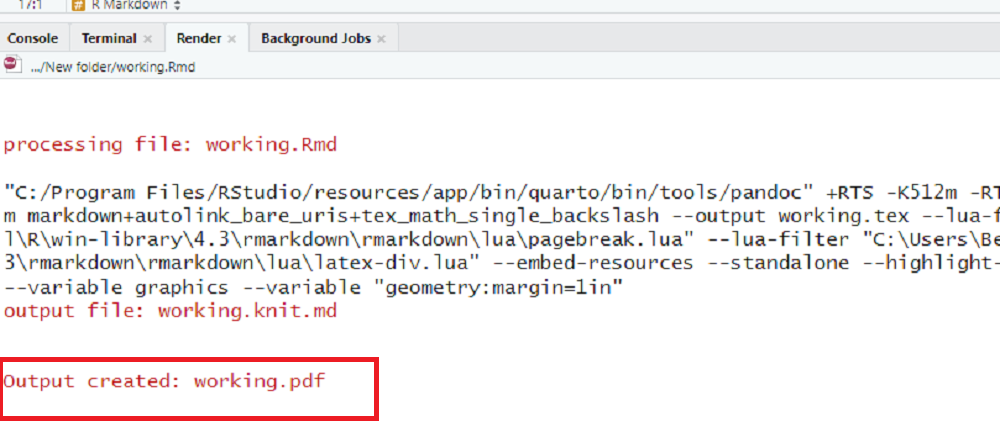 17:1 R Markdown
Console Terminal Render Background Jobs
.../New folder/working.Rmd
processing file: working.Rmd
"C:/Program Files/RStudio/resources/app/bin/quarto/bin/tools/pandoc" +RTS -K512m -RT
m markdown+autolink_bare_uris+tex_math_single_backslash --output working.tex --lua-f
l\R\win-library\4.3\rmarkdown\rmarkdown\lua\pagebreak.lua" --lua-filter "C:\Users\Be
3\rmarkdown\rmarkdown\lua\latex-div.lua" --embed-resources --standalone --highlight-
--variable graphics --variable "geometry:margin=1in"
output file: working.knit.md
Output created: working.pdf